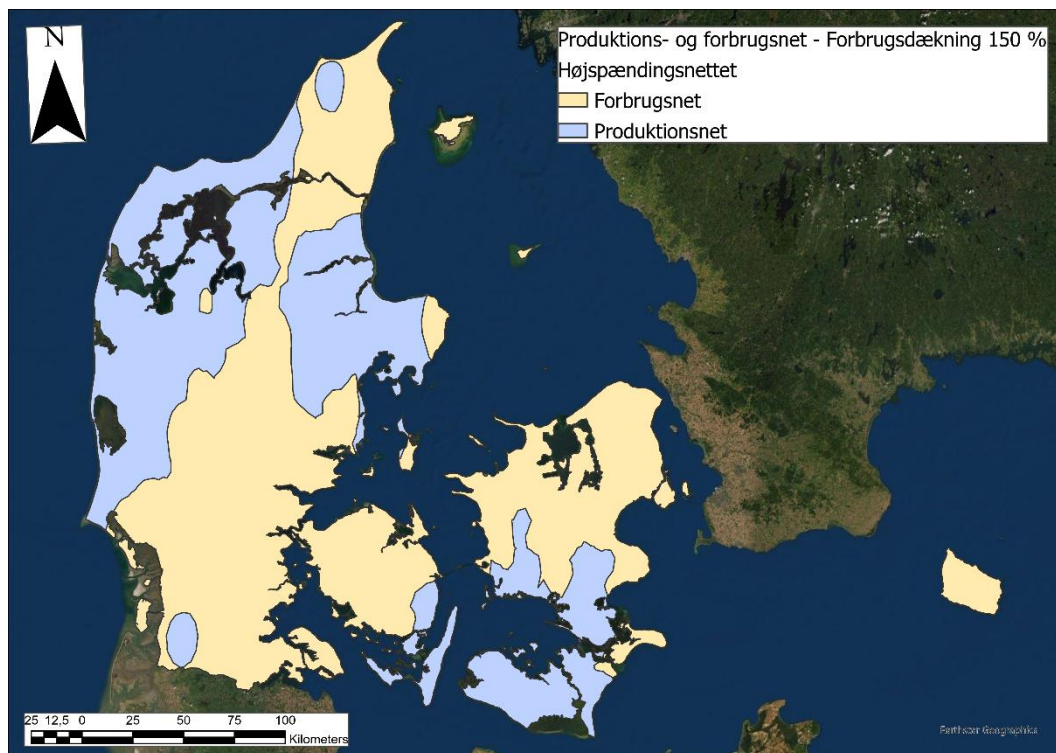 N
Produktions- og forbrugsnet - Forbrugsdækning 150 %
Højspændingsnettet
Forbrugsnet
Produktionsnet
25 12,5 0 25 50 75 100
Kilometers
Earthstar Geographics